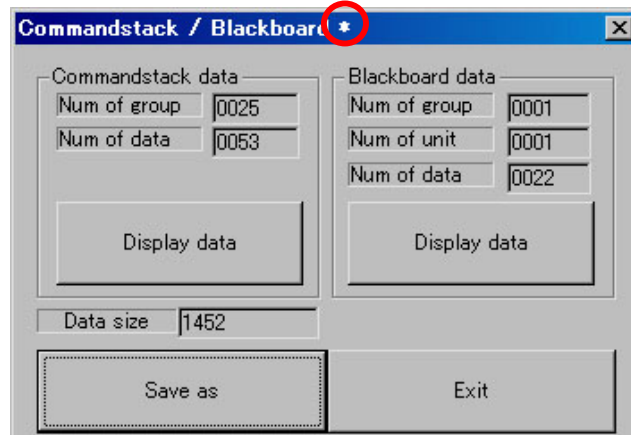 Commandstack / Blackboard *
Commandstack data
Num of group 0025
Num of data 0053
Display data
Blackboard data
Num of group 0001
Num of unit 0001
Num of data 0022
Display data
Data size 1452
Save as
Exit